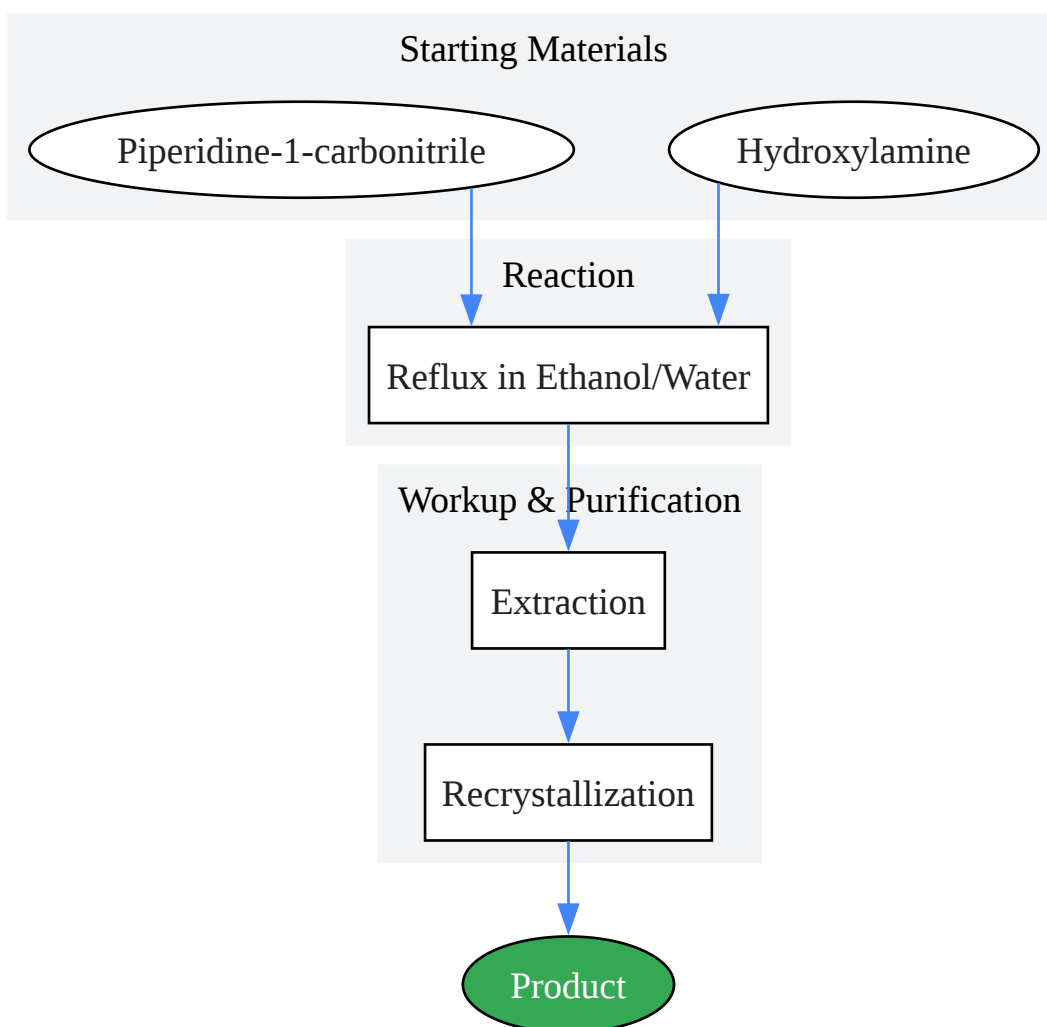 Starting Materials
Piperidine-1-carbonitrile
Hydroxylamine
Reaction
Reflux in Ethanol/Water
Workup & Purification
Extraction
Recrystallization
Product